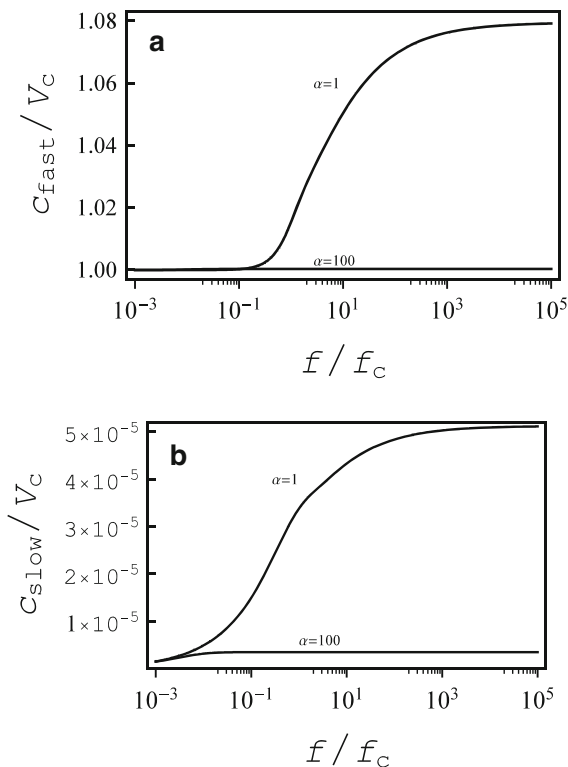 a
1.08
1.06
1.04
1.02
1.00
C_fast / V_C
α=1
α=100
10^-3
10^-1
10^1
10^3
10^5
f / f_C
b
5×10^-5
4×10^-5
3×10^-5
2×10^-5
1×10^-5
C_slow / V_C
α=1
α=100
10^-3
10^-1
10^1
10^3
10^5
f / f_C